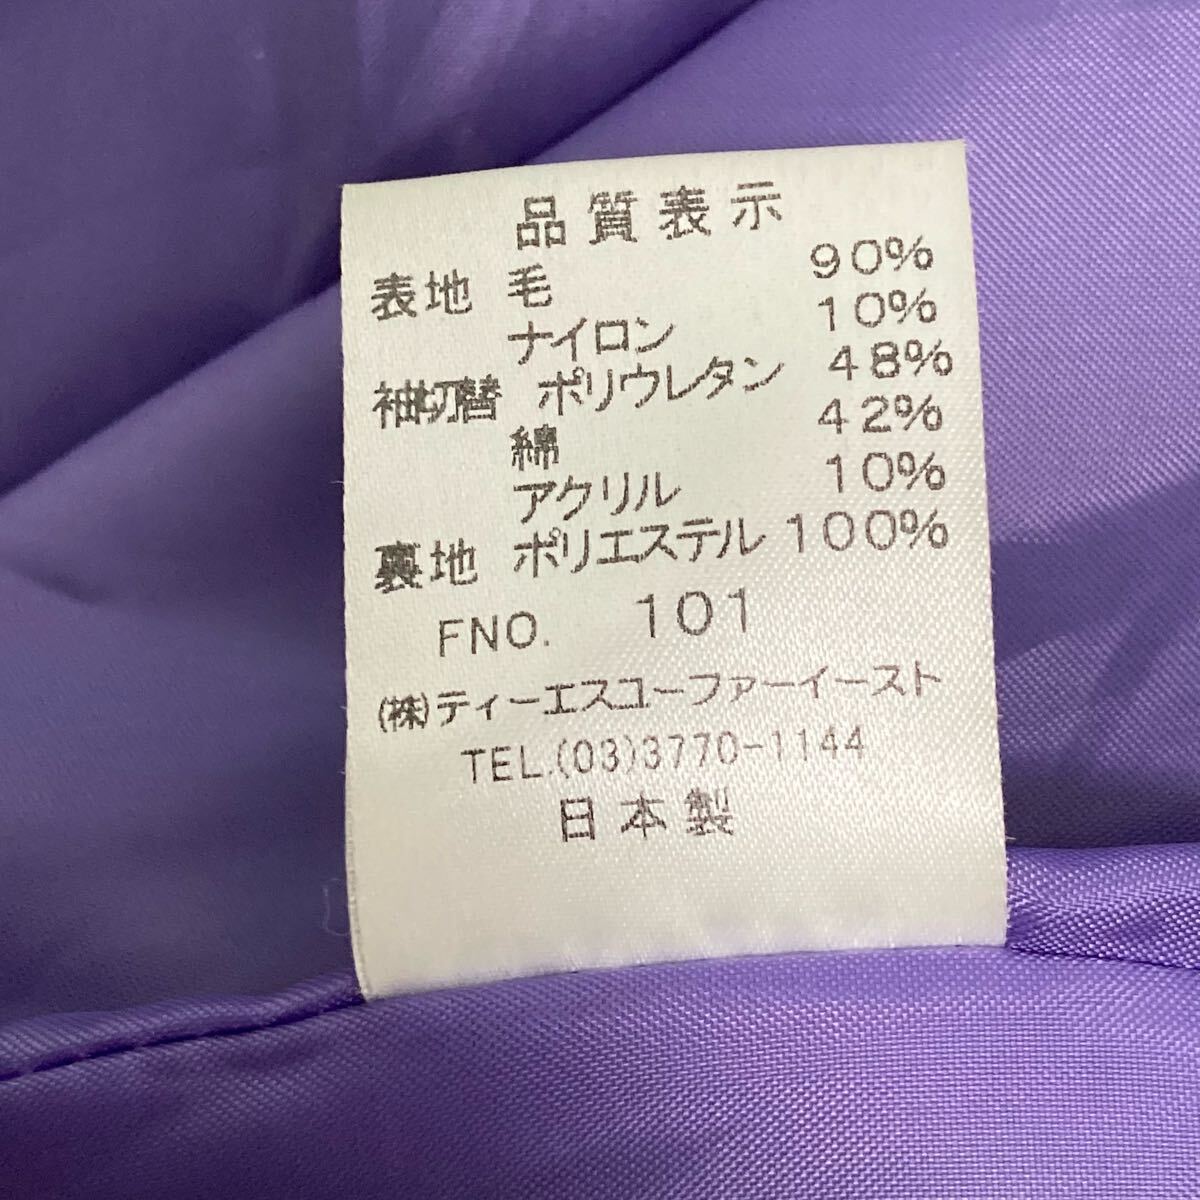 品質表示
表地 毛 90%
ナイロン 10%
袖切替 ポリウレタン 48%
綿 42%
アクリル 10%
裏地 ポリエステル 100%
FNO. 101
(株)ティーエスコーファーイースト
TEL.(03)3770-1144
日本製